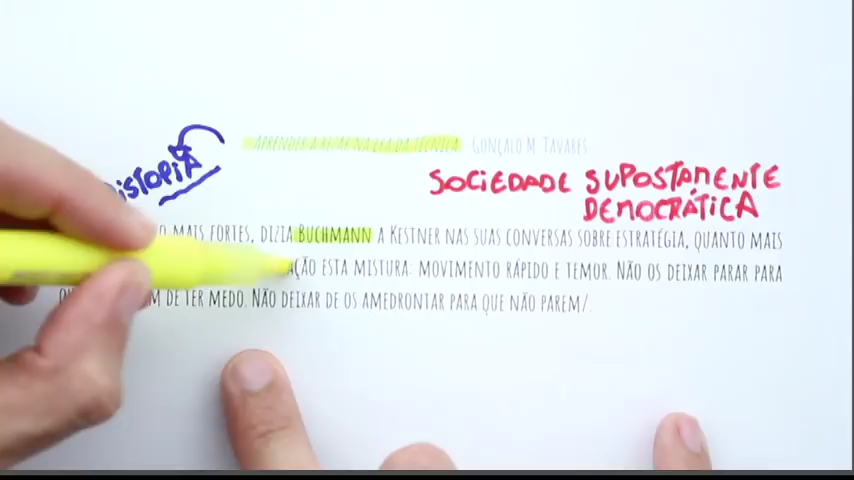 APRENDER A REZAR NA ERA DA TÉCNICA GONÇALO M. TAVARES
DISTOPIA
SOCIEDADE SUPOSTAMENTE
DEMOCRÁTICA
MAIS FORTES, DIZIA BUCHMANN A KESTNER NAS SUAS CONVERSAS SOBRE ESTRATÉGIA, QUANTO MAIS
ESTA MISTURA: MOVIMENTO RÁPIDO E TEMOR. NÃO OS DEIXAR PARAR PARA
DE TER MEDO. NÃO DEIXAR DE OS AMEDRONTAR PARA QUE NÃO PAREM/.